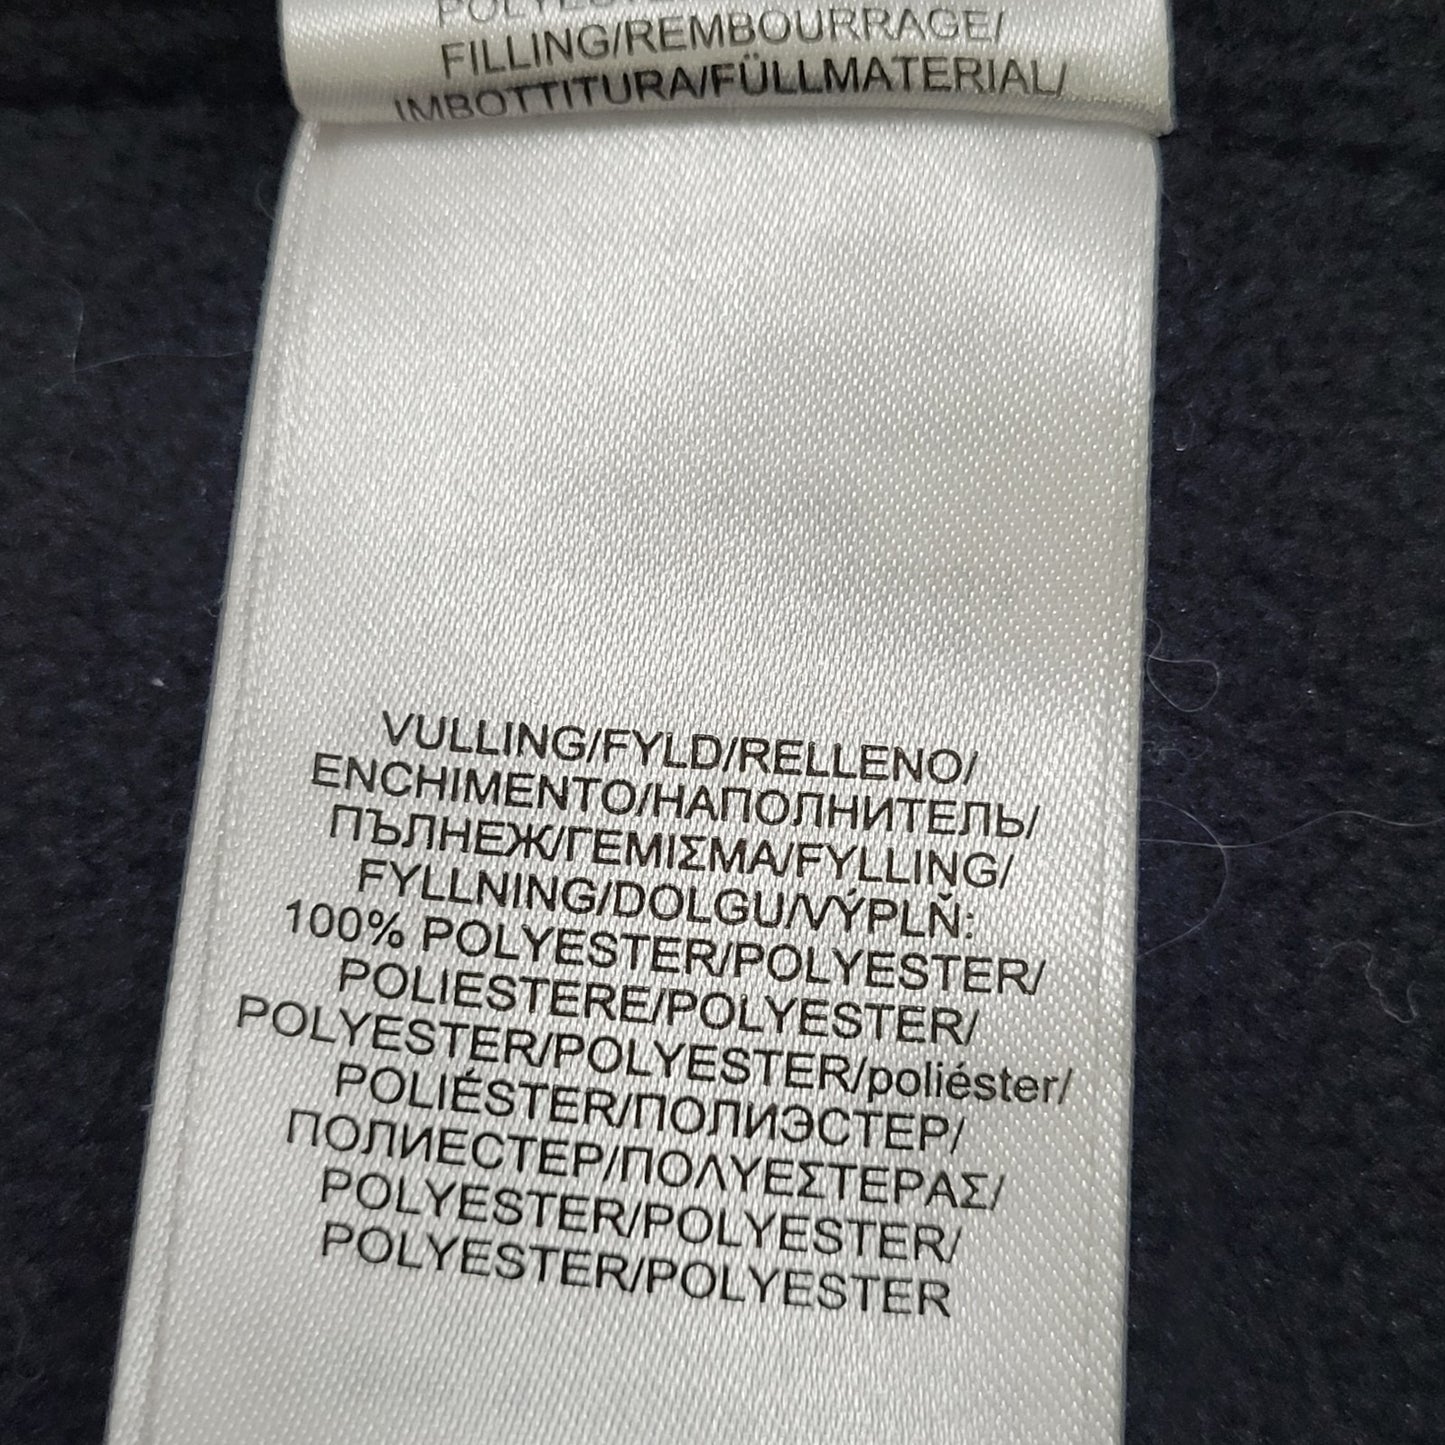 FILLING/REMBOURRAGE/
IMBOTTITURA/FÜLLMATERIAL/
VULLING/FYLD/RELLENO/
ENCHIMENTO/НАПОЛНИТЕЛЬ/
ПЪЛНЕЖ/ΓΕΜΙΣΜΑ/FYLLING/
FYLLNING/DOLGU/VÝPLŇ:
100% POLYESTER/POLYESTER/
POLIESTERE/POLYESTER/
POLYESTER/POLYESTER/poliéster/
POLIÉSTER/ПОЛИЭСТЕР/
ПОЛИЕСТЕР/ΠΟΛΥΕΣΤΕΡΑΣ/
POLYESTER/POLYESTER/
POLYESTER/POLYESTER